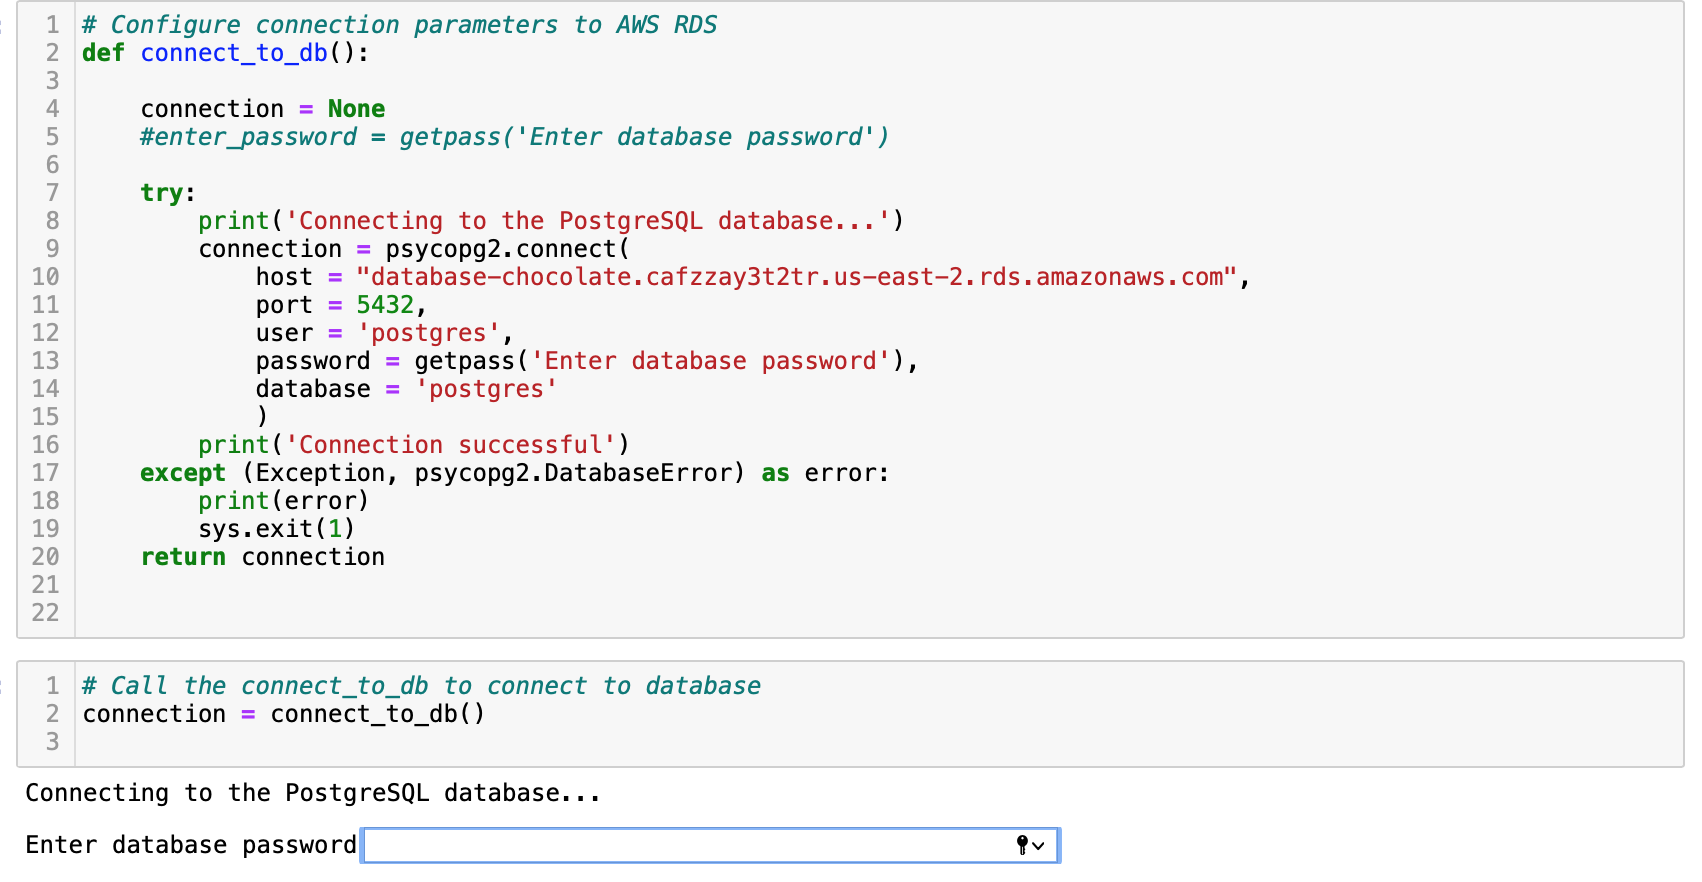 1 # Configure connection parameters to AWS RDS
2 def connect_to_db():
3
4     connection = None
5     #enter_password = getpass('Enter database password')
6
7     try:
8         print('Connecting to the PostgreSQL database...')
9         connection = psycopg2.connect(
10             host = "database-chocolate.cafzzay3t2tr.us-east-2.rds.amazonaws.com",
11             port = 5432,
12             user = 'postgres',
13             password = getpass('Enter database password'),
14             database = 'postgres'
15             )
16         print('Connection successful')
17     except (Exception, psycopg2.DatabaseError) as error:
18         print(error)
19         sys.exit(1)
20     return connection
21
22
1 # Call the connect_to_db to connect to database
2 connection = connect_to_db()
3
Connecting to the PostgreSQL database...
Enter database password